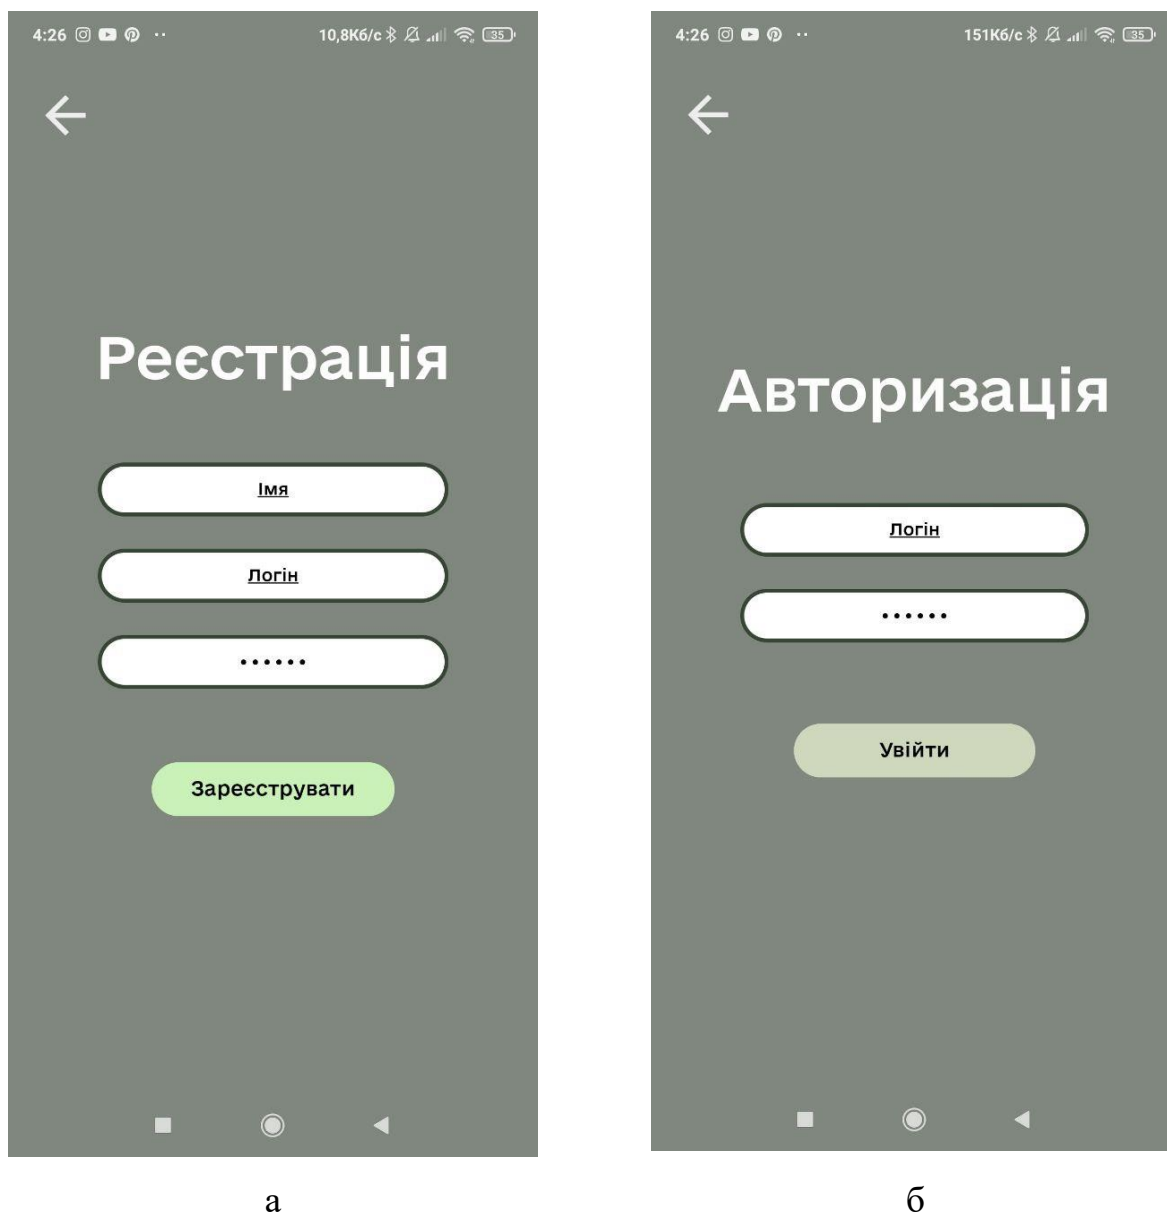 4:26 10,8Кб/с 35
Реєстрація
Імя
Логін
••••••
Зареєструвати
а
4:26 151Кб/с 35
Авторизація
Логін
••••••
Увійти
б